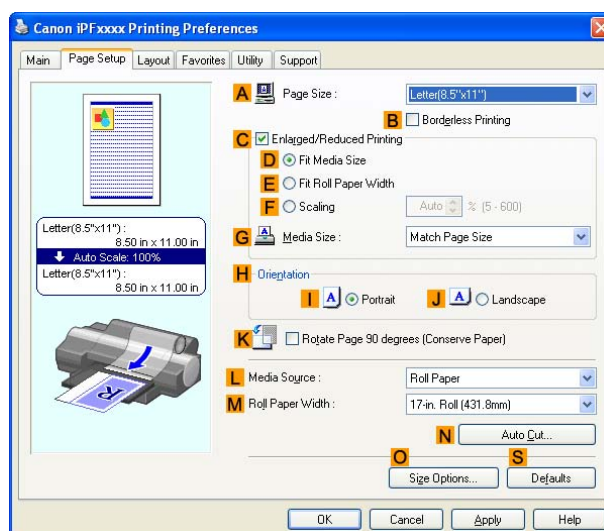 Canon iPFxxxx Printing Preferences
Main Page Setup Layout Favorites Utility Support
A Page Size : Letter(8.5"x11")
B Borderless Printing
C Enlarged/Reduced Printing
D Fit Media Size
E Fit Roll Paper Width
F Scaling Auto % (5 - 600)
G A Media Size : Match Page Size
Letter(8.5"x11") :
8.50 in x 11.00 in
Auto Scale: 100%
Letter(8.5"x11") :
8.50 in x 11.00 in
H Orientation
I A Portrait J A Landscape
K Rotate Page 90 degrees (Conserve Paper)
R
L Media Source : Roll Paper
M Roll Paper Width : 17-in. Roll (431.8mm)
N Auto Cut...
O S
Size Options... Defaults
OK Cancel Apply Help